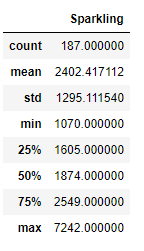 Sparkling
count 187.000000
mean 2402.417112
std 1295.111540
min 1070.000000
25% 1605.000000
50% 1874.000000
75% 2549.000000
max 7242.000000